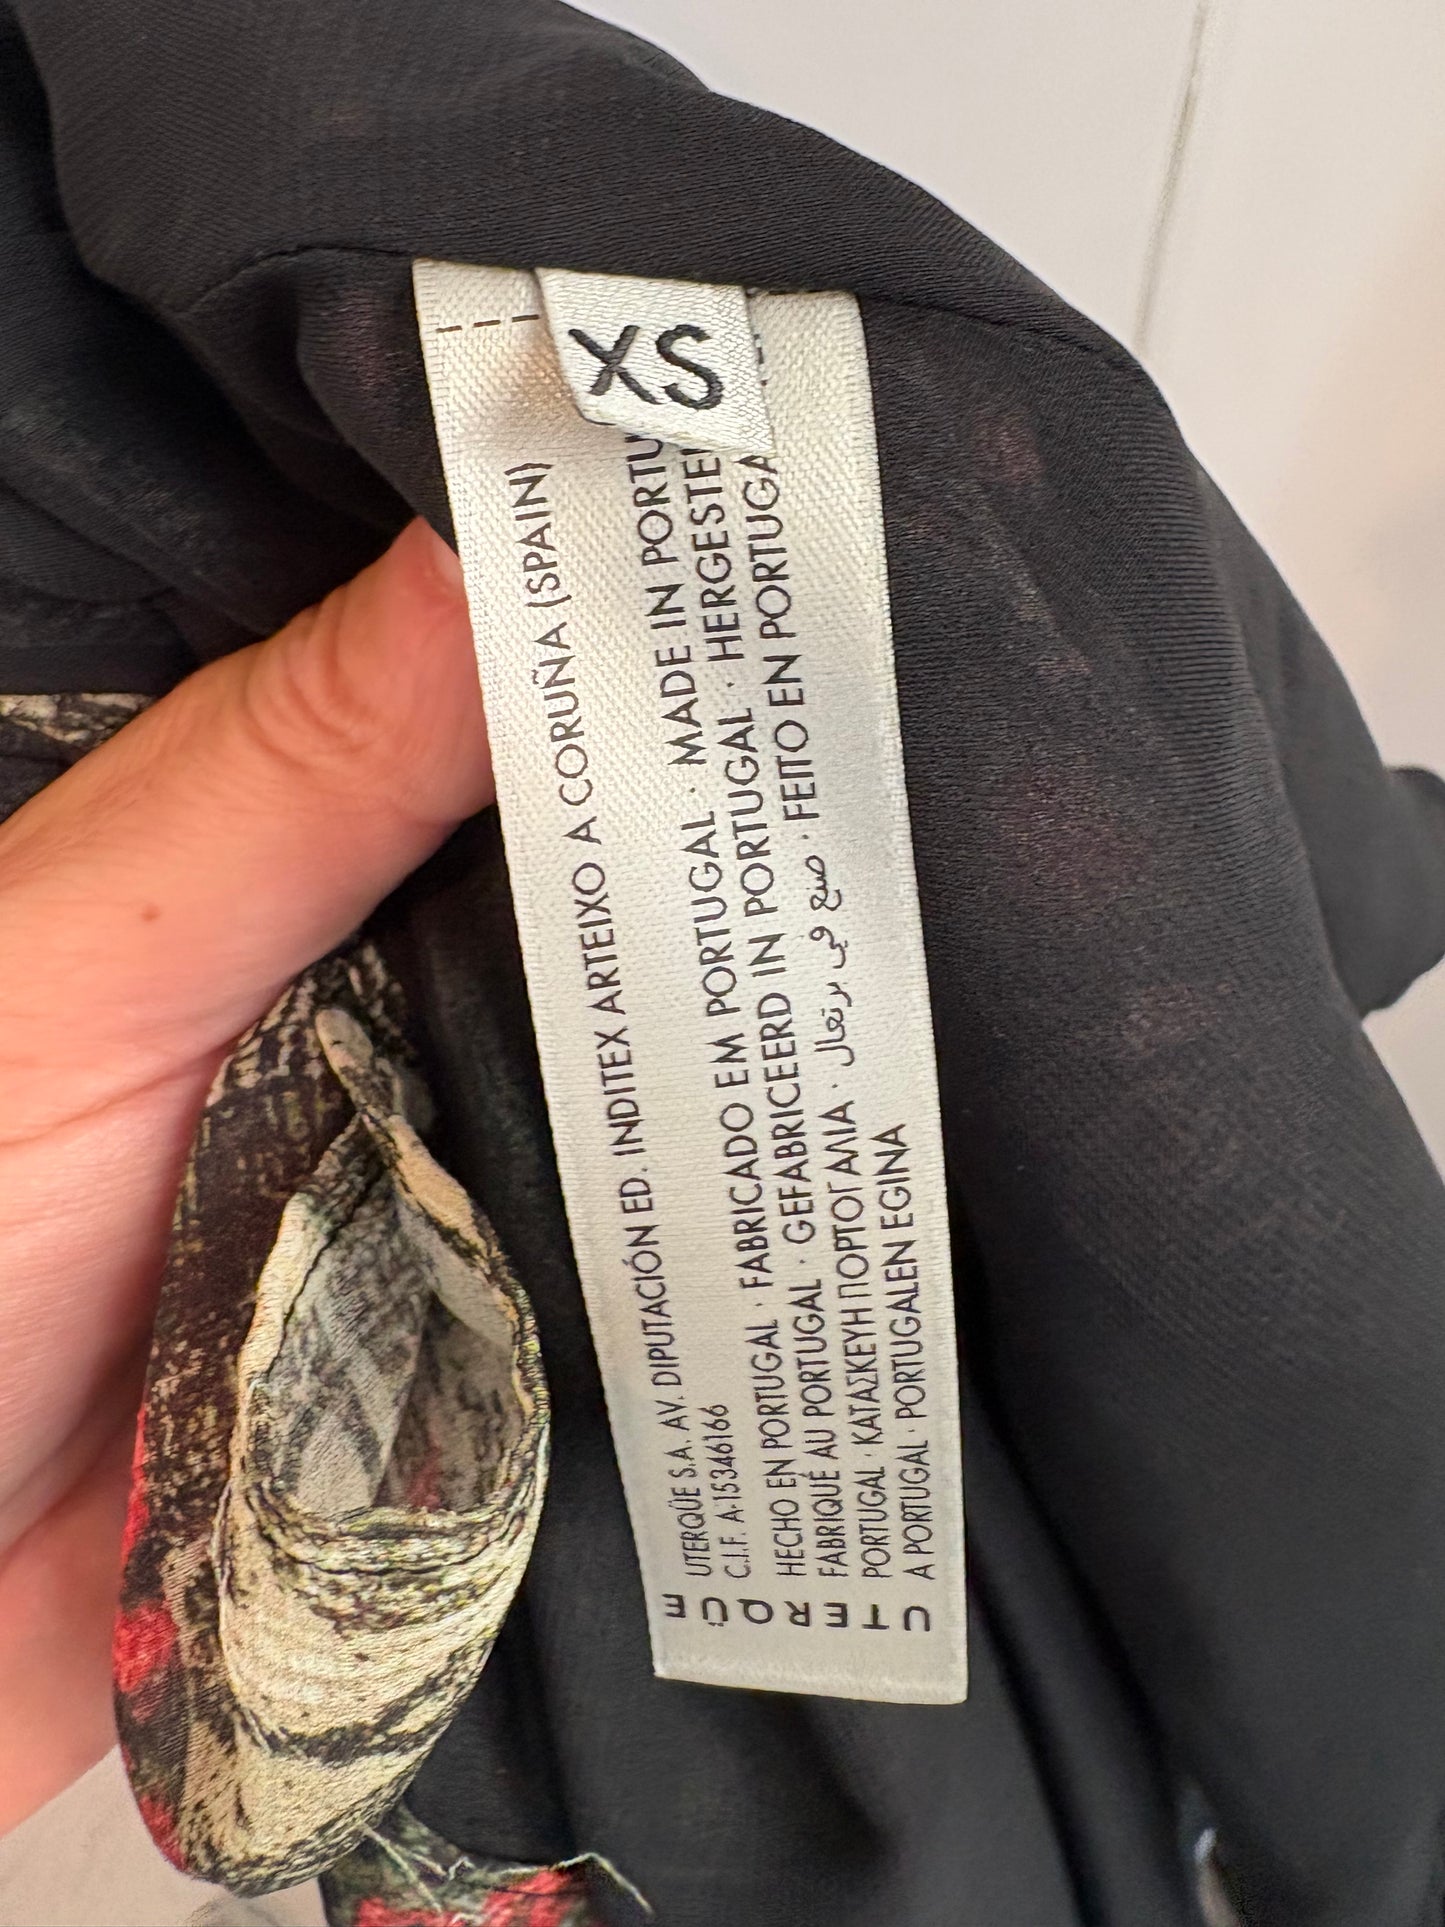 XS
UTERQÜE S.A. AV. DIPUTACIÓN ED. INDITEX ARTEIXO A CORUÑA (SPAIN)
C.I.F. A-15346166
HECHO EN PORTUGAL · FABRICADO EM PORTUGAL · MADE IN PORTU
FABRIQUÉ AU PORTUGAL · GEFABRICEERD IN PORTUGAL · HERGESTE
PORTUGAL · ΚΑΤΑΣΚΕΥΗ ΠΟΡΤΟΓΑΛΙΑ · صنع في برتغال · FEITO EN PORTUGA
A PORTUGAL · PORTUGALEN EGINA
UTERQÜE